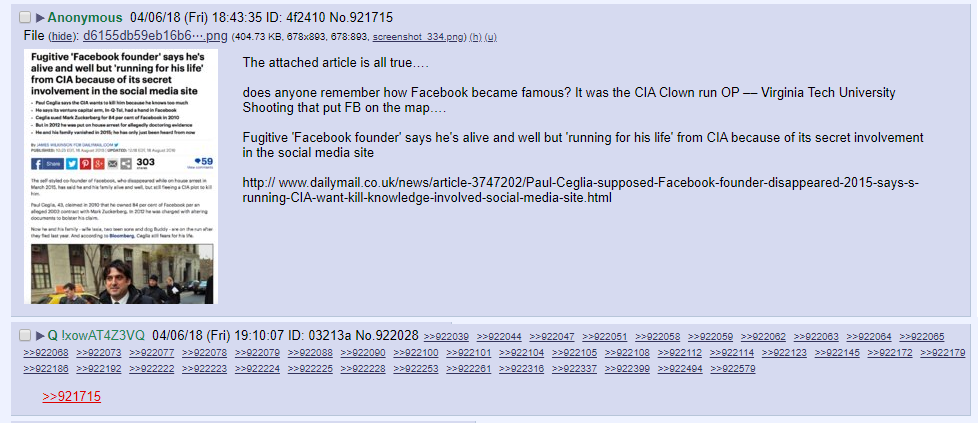 Anonymous 04/06/18 (Fri) 18:43:35 ID: 4f2410 No.921715
File (hide): d6155db59eb16b6⋯.png (404.73 KB, 678x893, 678:893, screenshot_334.png) (h) (u)
Fugitive 'Facebook founder' says he's
alive and well but 'running for his life'
from CIA because of its secret
involvement in the social media site
• Paul Ceglia says the CIA wants to kill him because he knows too much
• He says its venture capital arm, In-Q-Tel, had a hand in Facebook
• Ceglia sued Mark Zuckerberg for 84 per cent of Facebook in 2010
• But in 2012 he was put on house arrest for allegedly doctoring evidence
• He and his family vanished in 2015; he has only just been heard from
By JAMES WILKINSON FOR DAILYMAIL.COM
Share
303
shares
59
View comments
The self-styled co-founder of Facebook, who disappeared while on house arrest in
March 2015, has said he and his family alive and well, but still fleeing a CIA plot to kill
him.
Paul Ceglia, 43, claimed in 2010 that he owned 84 per cent of Facebook per an
alleged 2003 contract with Mark Zuckerberg. In 2012 he was charged with altering
documents to bolster his claim.
Now he and his family - wife Iasia, two teen sons and dog Buddy - are on the run after
they fled last year. And according to Bloomberg, Ceglia still fears for his life.
The attached article is all true….
does anyone remember how Facebook became famous? It was the CIA Clown run OP –– Virginia Tech University
Shooting that put FB on the map….
Fugitive 'Facebook founder' says he's alive and well but 'running for his life' from CIA because of its secret involvement
in the social media site
http:// www.dailymail.co.uk/news/article-3747202/Paul-Ceglia-supposed-Facebook-founder-disappeared-2015-says-s-
running-CIA-want-kill-knowledge-involved-social-media-site.html
Q !xowAT4Z3VQ 04/06/18 (Fri) 19:10:07 ID: 03213a No.922028 >>922039 >>922044 >>922047 >>922051 >>922058 >>922059 >>922062 >>922063 >>922064 >>922065
>>922068 >>922073 >>922077 >>922078 >>922079 >>922088 >>922090 >>922100 >>922101 >>922104 >>922105 >>922108 >>922112 >>922114 >>922123 >>922145 >>922172 >>922179
>>922186 >>922192 >>922222 >>922223 >>922224 >>922225 >>922228 >>922253 >>922261 >>922316 >>922337 >>922399 >>922494 >>922579
>>921715